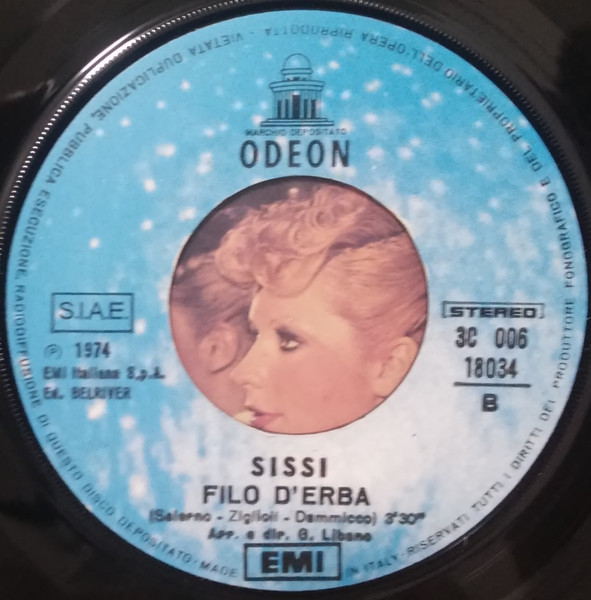 MARCHIO DEPOSITATO
ODEON
S.I.A.E.
℗ 1974
EMI Italiana S.p.A.
Ed. BELRIVER
STEREO
3C 006
18034
B
SISSI
FILO D'ERBA
(Salerno - Ziglioli - Dammicco) 3'30"
Arr. e dir. G. Libano
EMI
MADE IN ITALY · RISERVATI TUTTI I DIRITTI DEL PRODUTTORE FONOGRAFICO E DEL PROPRIETARIO DELL'OPERA RIPRODOTTA · VIETATA DUPLICAZIONE, PUBBLICA ESECUZIONE, RADIODIFFUSIONE DI QUESTO DISCO DEPOSITATO ·